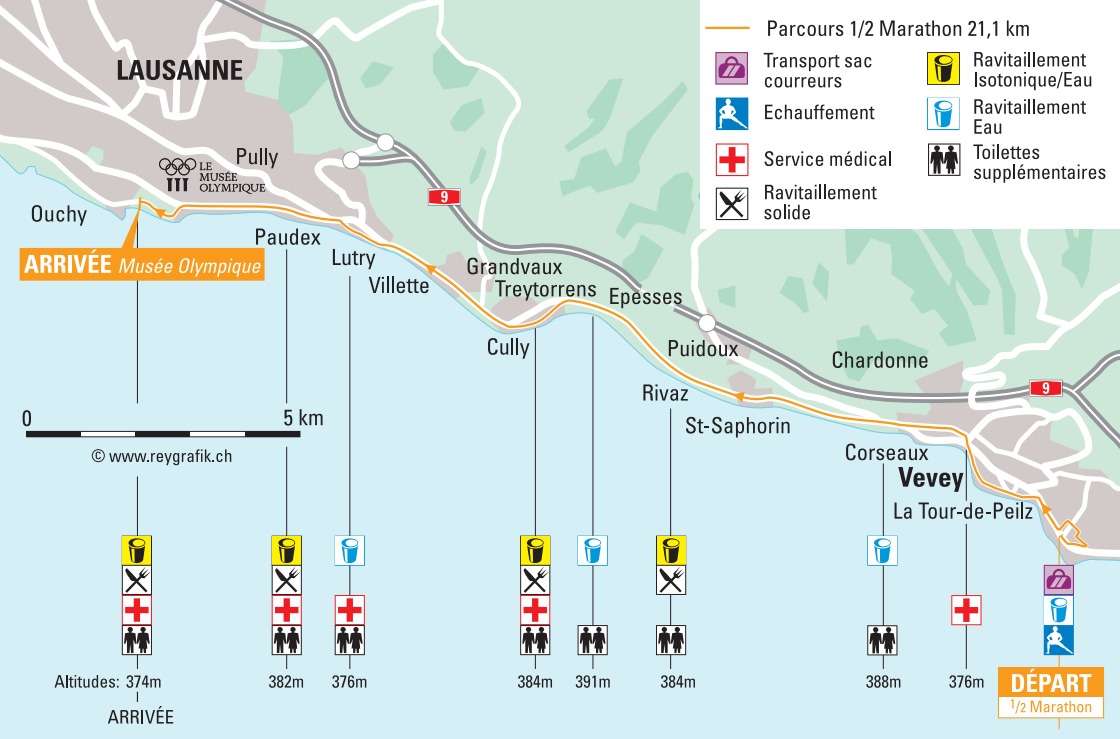 Parcours 1/2 Marathon 21,1 km
Transport sac
courreurs
Echauffement
Service médical
Ravitaillement
solide
Ravitaillement
Isotonique/Eau
Ravitaillement
Eau
Toilettes
supplémentaires
LAUSANNE
LE
MUSÉE
OLYMPIQUE
Pully
Ouchy
ARRIVÉE Musée Olympique
Paudex
Lutry
Villette
9
Grandvaux
Treytorrens
Epesses
Cully
Puidoux
Rivaz
St-Saphorin
Chardonne
9
Corseaux
Vevey
La Tour-de-Peilz
0 5 km
© www.reygrafik.ch
Altitudes: 374m 382m 376m 384m 391m 384m 388m 376m
ARRIVÉE
DÉPART
1/2 Marathon